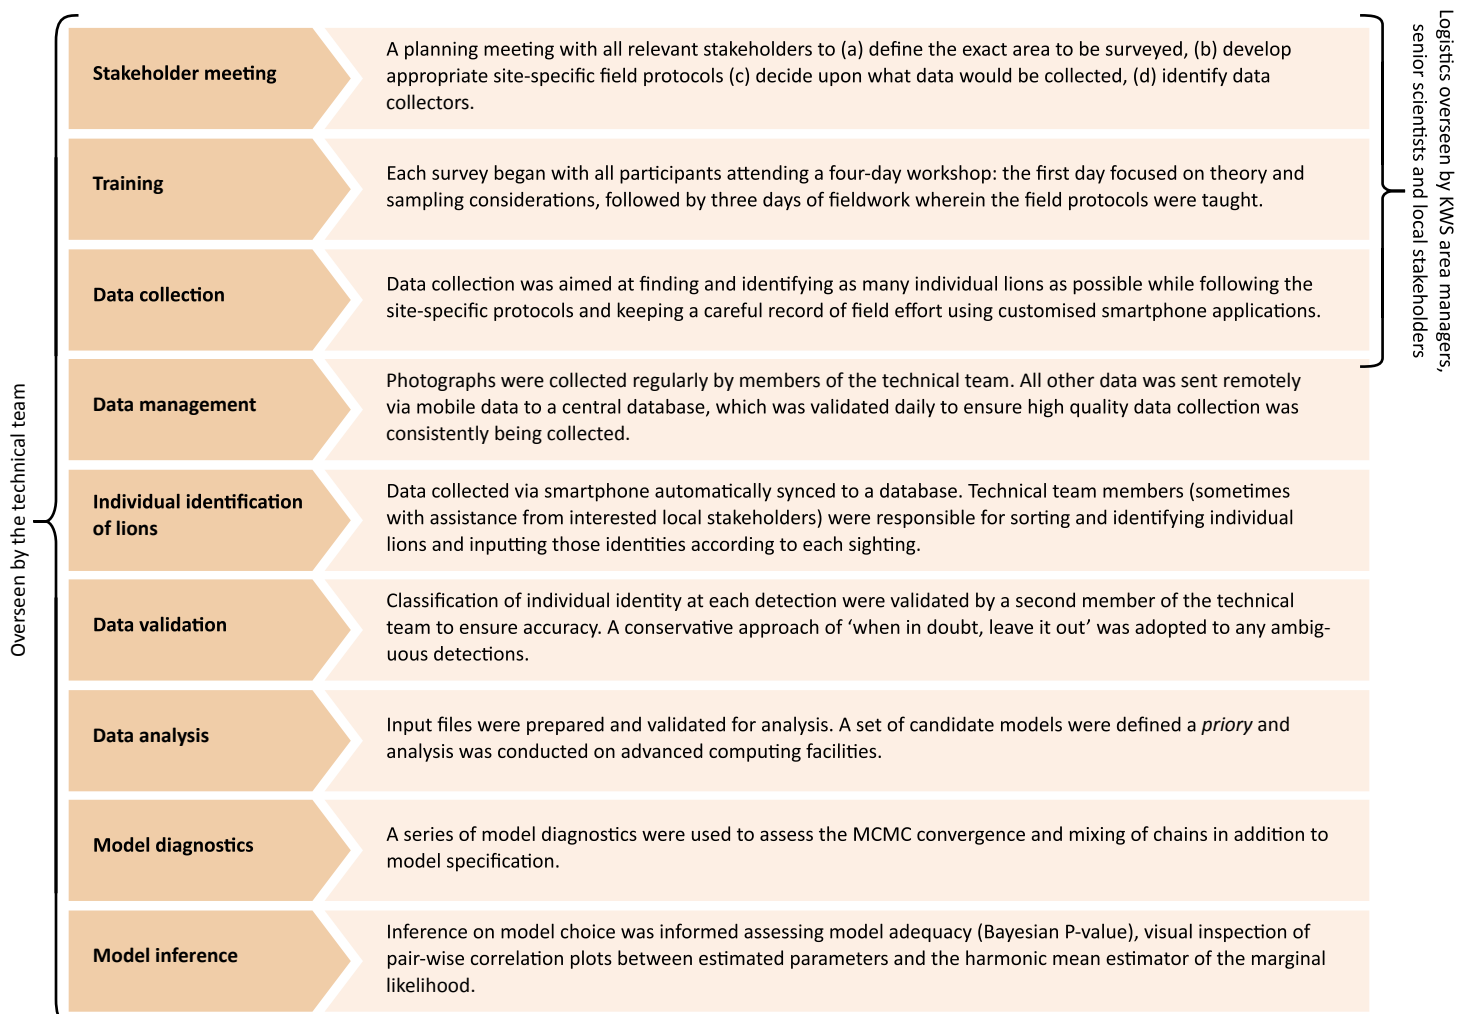 Stakeholder meeting
A planning meeting with all relevant stakeholders to (a) define the exact area to be surveyed, (b) develop
appropriate site-specific field protocols (c) decide upon what data would be collected, (d) identify data
collectors.
Training
Each survey began with all participants attending a four-day workshop: the first day focused on theory and
sampling considerations, followed by three days of fieldwork wherein the field protocols were taught.
Data collection
Data collection was aimed at finding and identifying as many individual lions as possible while following the
site-specific protocols and keeping a careful record of field effort using customised smartphone applications.
Data management
Photographs were collected regularly by members of the technical team. All other data was sent remotely
via mobile data to a central database, which was validated daily to ensure high quality data collection was
consistently being collected.
Individual identification
of lions
Data collected via smartphone automatically synced to a database. Technical team members (sometimes
with assistance from interested local stakeholders) were responsible for sorting and identifying individual
lions and inputting those identities according to each sighting.
Data validation
Classification of individual identity at each detection were validated by a second member of the technical
team to ensure accuracy. A conservative approach of ‘when in doubt, leave it out’ was adopted to any ambig-
uous detections.
Data analysis
Input files were prepared and validated for analysis. A set of candidate models were defined a priory and
analysis was conducted on advanced computing facilities.
Model diagnostics
A series of model diagnostics were used to assess the MCMC convergence and mixing of chains in addition to
model specification.
Model inference
Inference on model choice was informed assessing model adequacy (Bayesian P-value), visual inspection of
pair-wise correlation plots between estimated parameters and the harmonic mean estimator of the marginal
likelihood.
Overseen by the technical team
Logistics overseen by KWS area managers,
senior scientists and local stakeholders